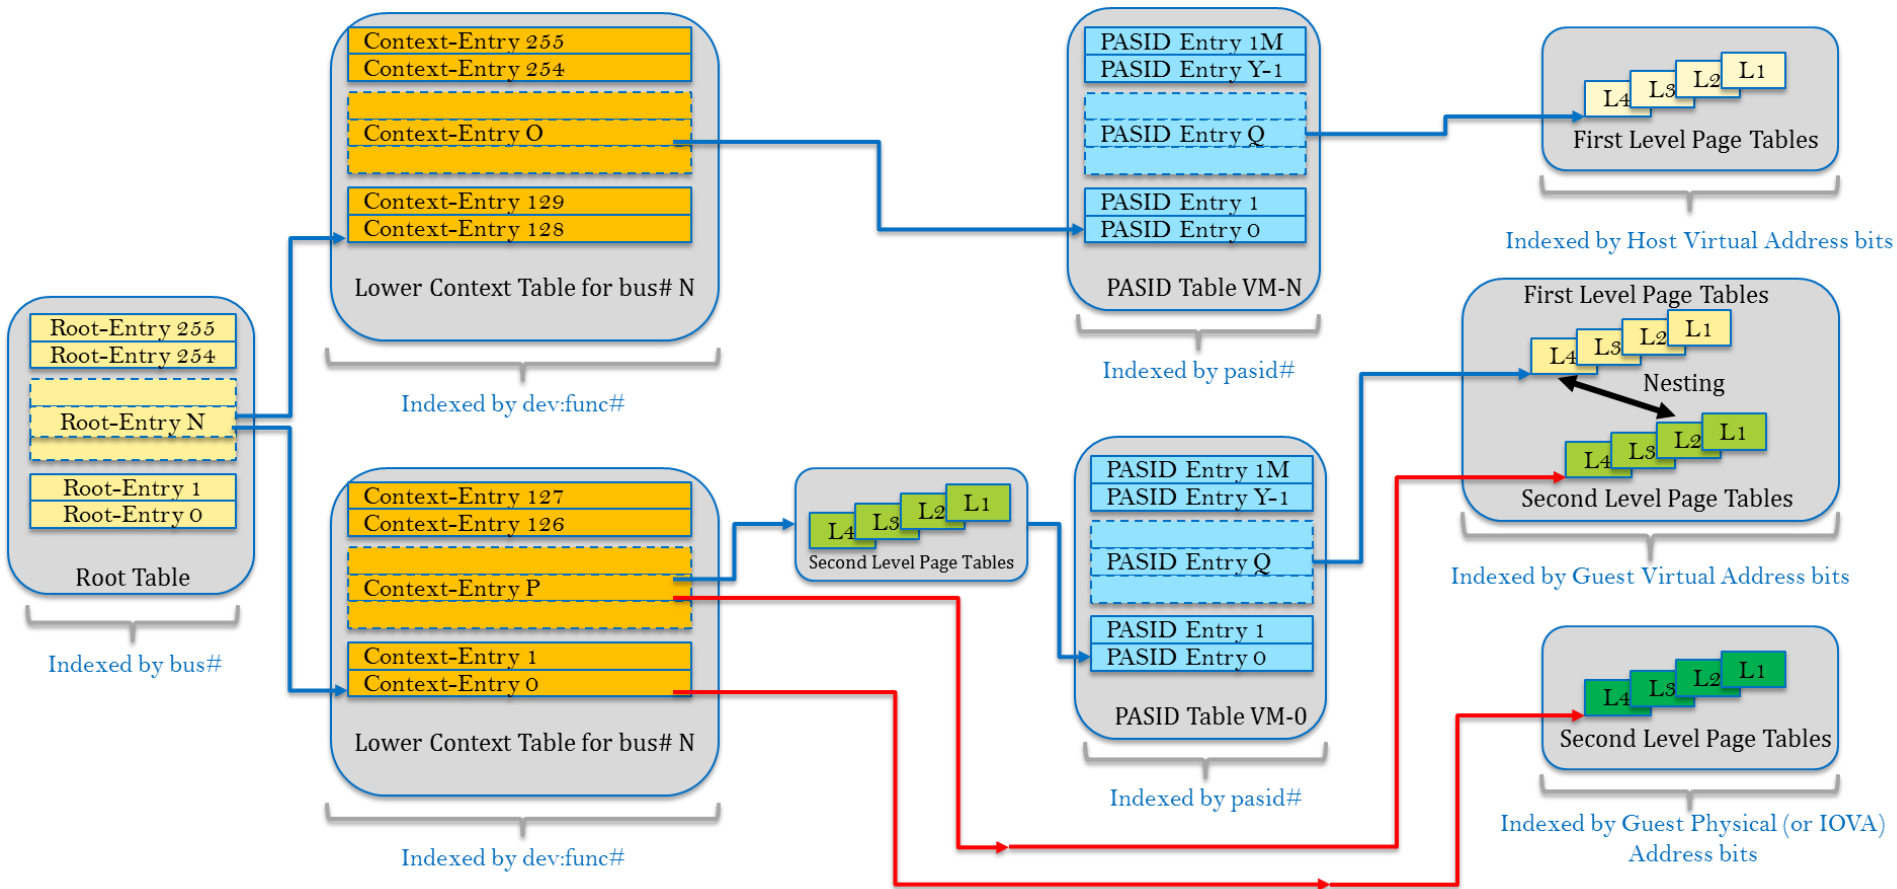 Root-Entry 255
Root-Entry 254
Root-Entry N
Root-Entry 1
Root-Entry 0
Root Table
Indexed by bus#
Context-Entry 255
Context-Entry 254
Context-Entry O
Context-Entry 129
Context-Entry 128
Lower Context Table for bus# N
Indexed by dev:func#
Context-Entry 127
Context-Entry 126
Context-Entry P
Context-Entry 1
Context-Entry 0
Lower Context Table for bus# N
Indexed by dev:func#
L4
L3
L2
L1
Second Level Page Tables
PASID Entry 1M
PASID Entry Y-1
PASID Entry Q
PASID Entry 1
PASID Entry 0
PASID Table VM-N
Indexed by pasid#
PASID Entry 1M
PASID Entry Y-1
PASID Entry Q
PASID Entry 1
PASID Entry 0
PASID Table VM-0
Indexed by pasid#
L4
L3
L2
L1
First Level Page Tables
Indexed by Host Virtual Address bits
First Level Page Tables
L4
L3
L2
L1
Nesting
L4
L3
L2
L1
Second Level Page Tables
Indexed by Guest Virtual Address bits
L4
L3
L2
L1
Second Level Page Tables
Indexed by Guest Physical (or IOVA)
Address bits